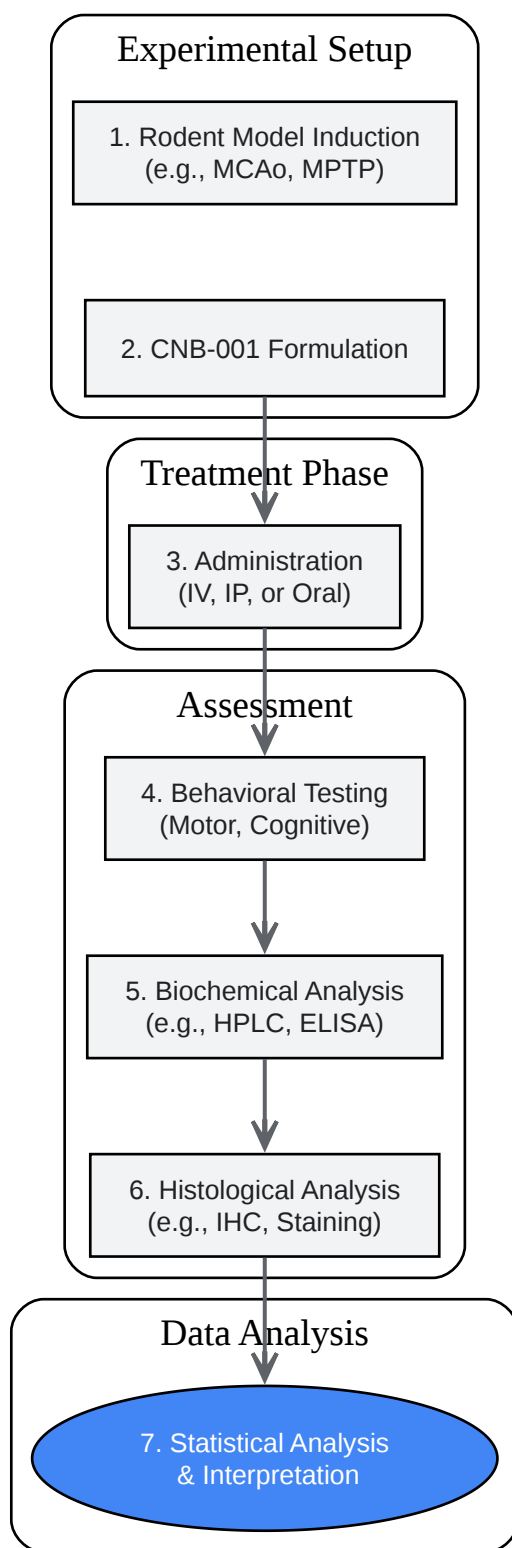 Experimental Setup
1. Rodent Model Induction
(e.g., MCAo, MPTP)
2. CNB-001 Formulation
Treatment Phase
3. Administration
(IV, IP, or Oral)
Assessment
4. Behavioral Testing
(Motor, Cognitive)
5. Biochemical Analysis
(e.g., HPLC, ELISA)
6. Histological Analysis
(e.g., IHC, Staining)
Data Analysis
7. Statistical Analysis
& Interpretation